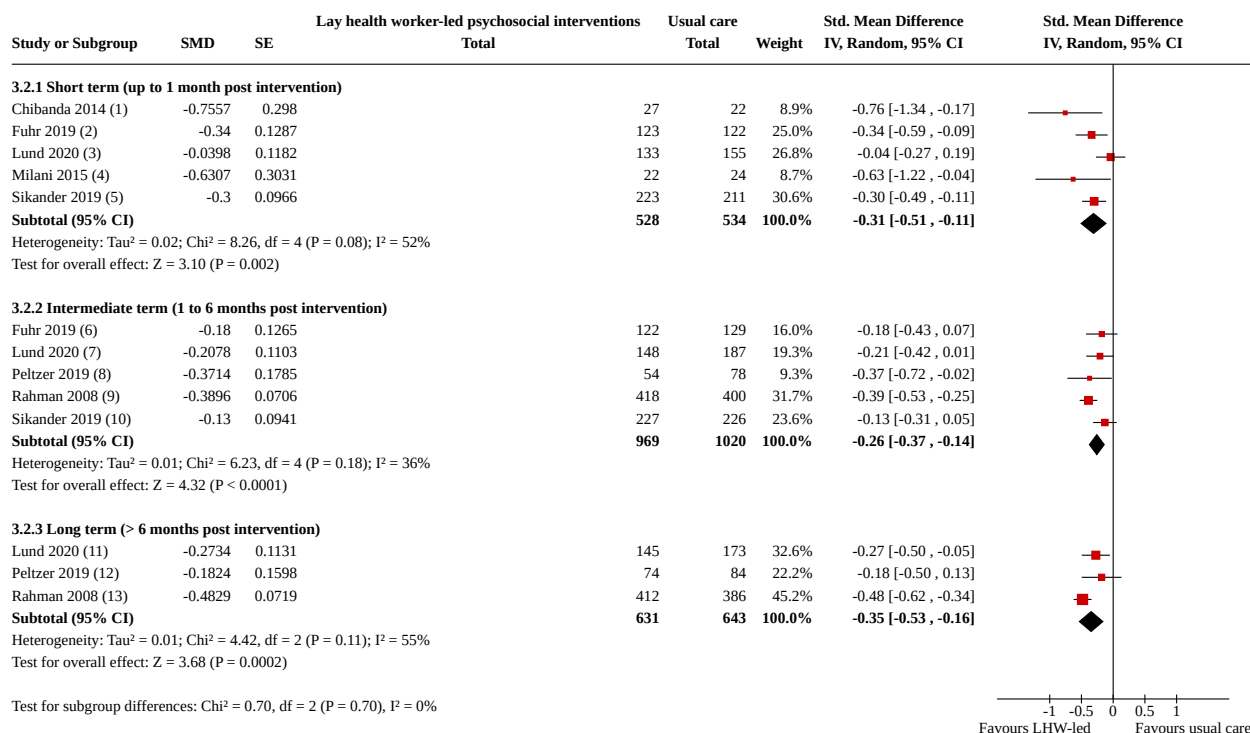 Lay health worker-led psychosocial interventions Usual care Std. Mean Difference Std. Mean Difference
Study or Subgroup SMD SE Total Total Weight IV, Random, 95% CI IV, Random, 95% CI
3.2.1 Short term (up to 1 month post intervention)
Chibanda 2014 (1) -0.7557 0.298 27 22 8.9% -0.76 [-1.34 , -0.17]
Fuhr 2019 (2) -0.34 0.1287 123 122 25.0% -0.34 [-0.59 , -0.09]
Lund 2020 (3) -0.0398 0.1182 133 155 26.8% -0.04 [-0.27 , 0.19]
Milani 2015 (4) -0.6307 0.3031 22 24 8.7% -0.63 [-1.22 , -0.04]
Sikander 2019 (5) -0.3 0.0966 223 211 30.6% -0.30 [-0.49 , -0.11]
Subtotal (95% CI) 528 534 100.0% -0.31 [-0.51 , -0.11]
Heterogeneity: Tau² = 0.02; Chi² = 8.26, df = 4 (P = 0.08); I² = 52%
Test for overall effect: Z = 3.10 (P = 0.002)
3.2.2 Intermediate term (1 to 6 months post intervention)
Fuhr 2019 (6) -0.18 0.1265 122 129 16.0% -0.18 [-0.43 , 0.07]
Lund 2020 (7) -0.2078 0.1103 148 187 19.3% -0.21 [-0.42 , 0.01]
Peltzer 2019 (8) -0.3714 0.1785 54 78 9.3% -0.37 [-0.72 , -0.02]
Rahman 2008 (9) -0.3896 0.0706 418 400 31.7% -0.39 [-0.53 , -0.25]
Sikander 2019 (10) -0.13 0.0941 227 226 23.6% -0.13 [-0.31 , 0.05]
Subtotal (95% CI) 969 1020 100.0% -0.26 [-0.37 , -0.14]
Heterogeneity: Tau² = 0.01; Chi² = 6.23, df = 4 (P = 0.18); I² = 36%
Test for overall effect: Z = 4.32 (P < 0.0001)
3.2.3 Long term (> 6 months post intervention)
Lund 2020 (11) -0.2734 0.1131 145 173 32.6% -0.27 [-0.50 , -0.05]
Peltzer 2019 (12) -0.1824 0.1598 74 84 22.2% -0.18 [-0.50 , 0.13]
Rahman 2008 (13) -0.4829 0.0719 412 386 45.2% -0.48 [-0.62 , -0.34]
Subtotal (95% CI) 631 643 100.0% -0.35 [-0.53 , -0.16]
Heterogeneity: Tau² = 0.01; Chi² = 4.42, df = 2 (P = 0.11); I² = 55%
Test for overall effect: Z = 3.68 (P = 0.0002)
Test for subgroup differences: Chi² = 0.70, df = 2 (P = 0.70), I² = 0%
-1 -0.5 0 0.5 1
Favours LHW-led Favours usual care